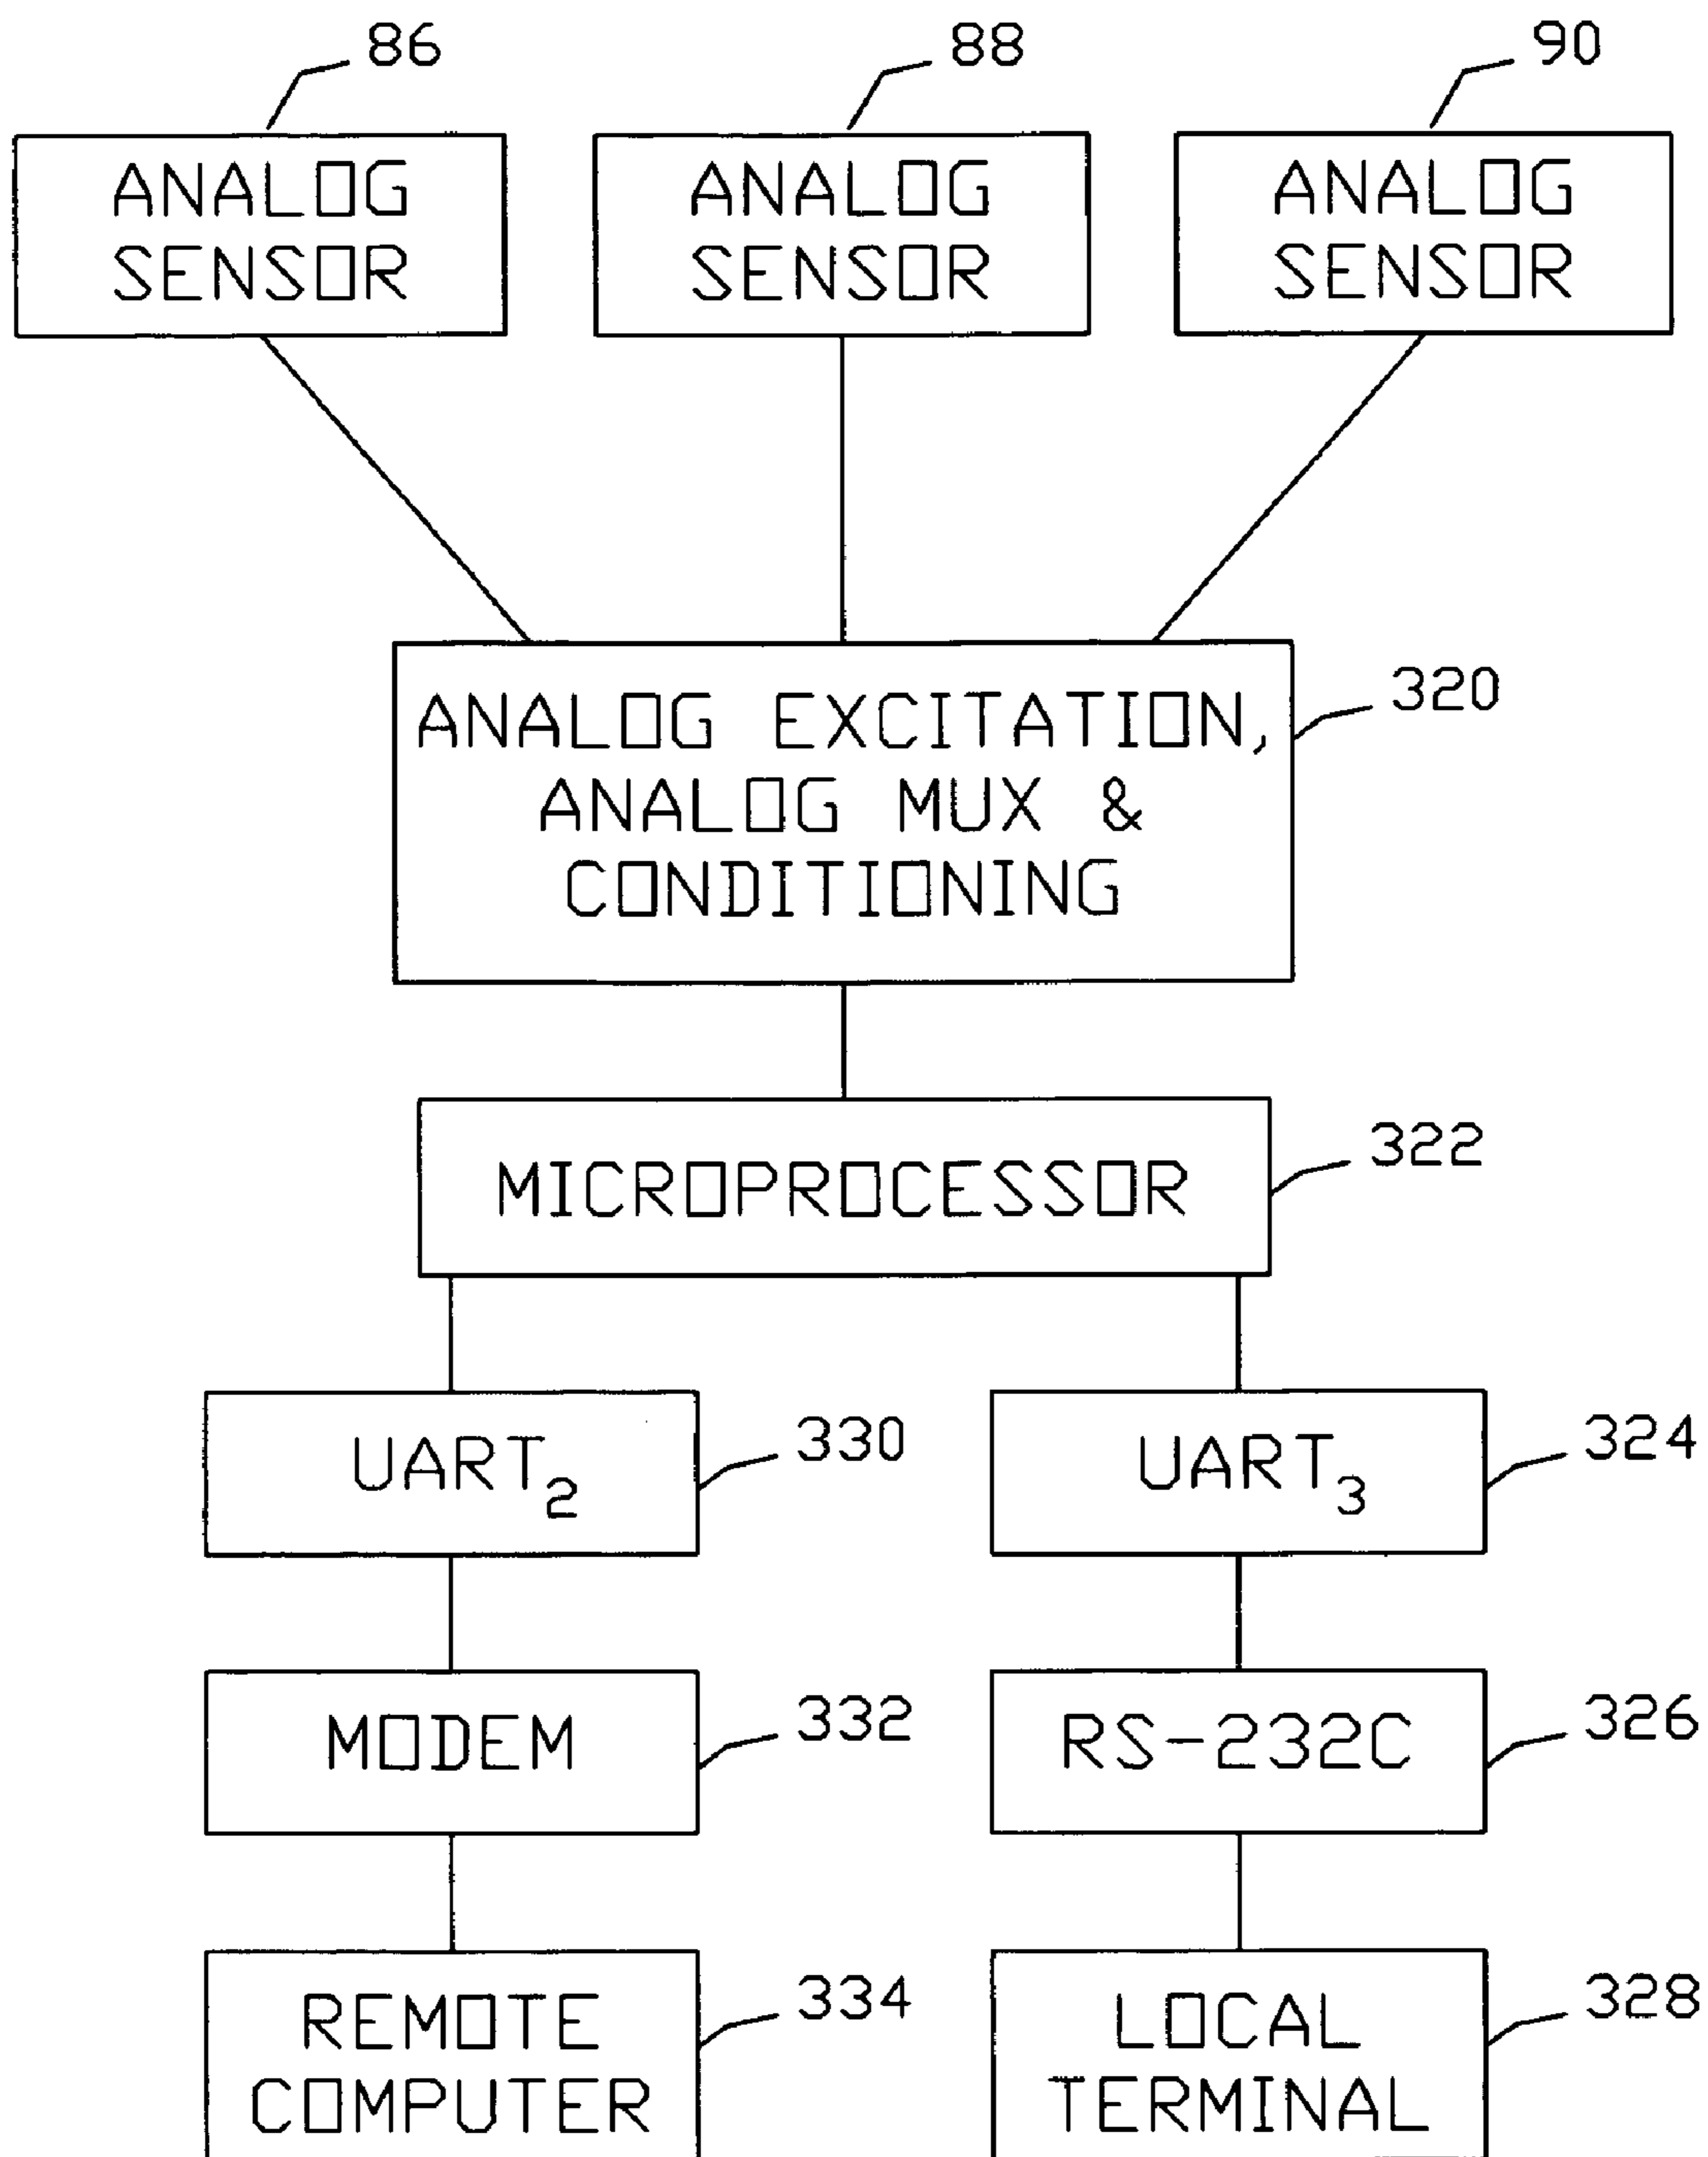 86
88
90
ANALOG
SENSOR
ANALOG
SENSOR
ANALOG
SENSOR
320
ANALOG EXCITATION,
ANALOG MUX &
CONDITIONING
322
MICROPROCESSOR
330
UART2
324
UART3
332
MODEM
326
RS-232C
334
REMOTE
COMPUTER
328
LOCAL
TERMINAL